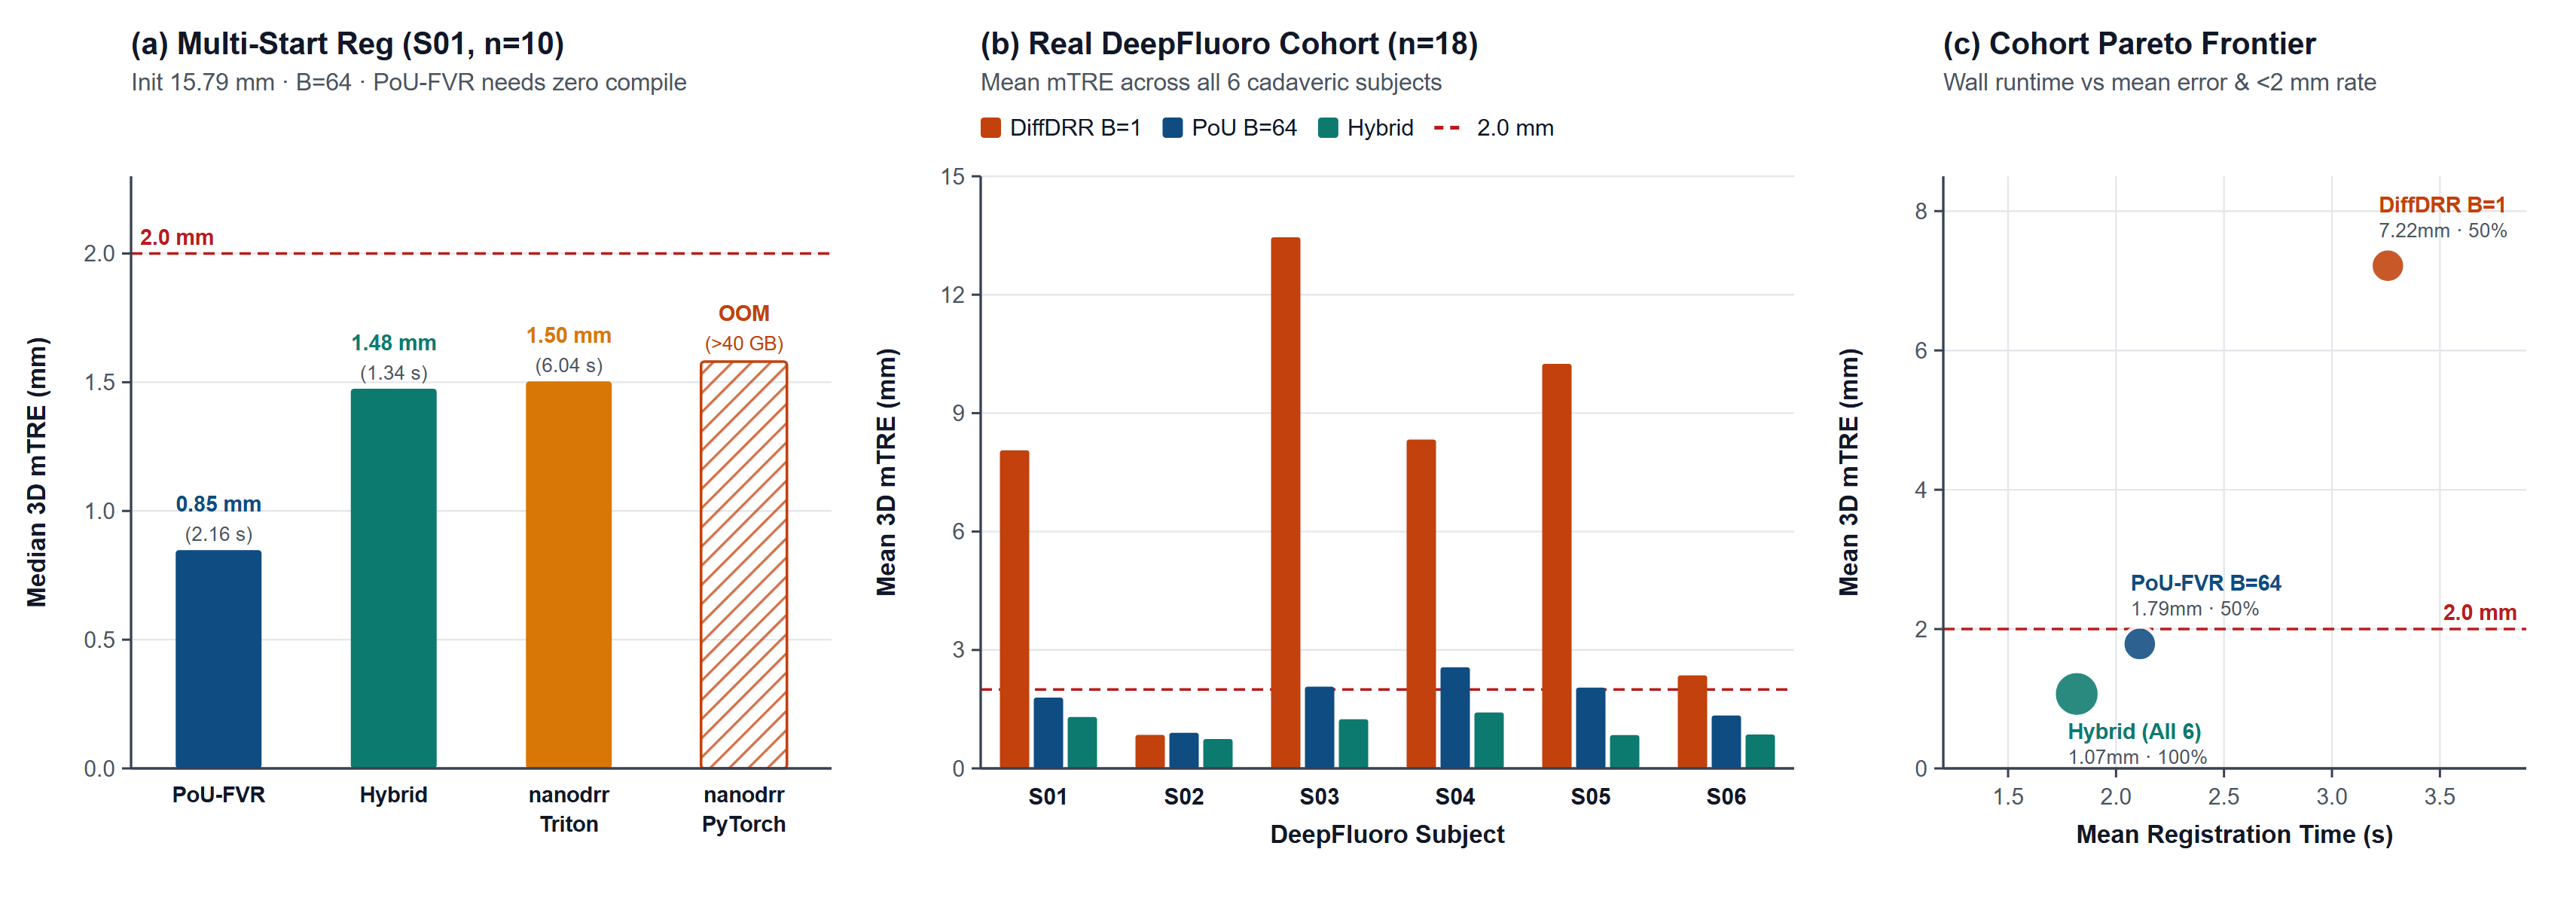 (a) Multi-Start Reg (S01, n=10)
Init 15.79 mm · B=64 · PoU-FVR needs zero compile
Median 3D mTRE (mm)
2.0
1.5
1.0
0.5
0.0
2.0 mm
0.85 mm
(2.16 s)
1.48 mm
(1.34 s)
1.50 mm
(6.04 s)
OOM
(>40 GB)
PoU-FVR
Hybrid
nanodrr
Triton
nanodrr
PyTorch
(b) Real DeepFluoro Cohort (n=18)
Mean mTRE across all 6 cadaveric subjects
DiffDRR B=1 PoU B=64 Hybrid 2.0 mm
Mean 3D mTRE (mm)
15
12
9
6
3
0
S01 S02 S03 S04 S05 S06
DeepFluoro Subject
(c) Cohort Pareto Frontier
Wall runtime vs mean error & <2 mm rate
Mean 3D mTRE (mm)
8
6
4
2
0
DiffDRR B=1
7.22mm · 50%
PoU-FVR B=64
1.79mm · 50%
2.0 mm
Hybrid (All 6)
1.07mm · 100%
1.5 2.0 2.5 3.0 3.5
Mean Registration Time (s)